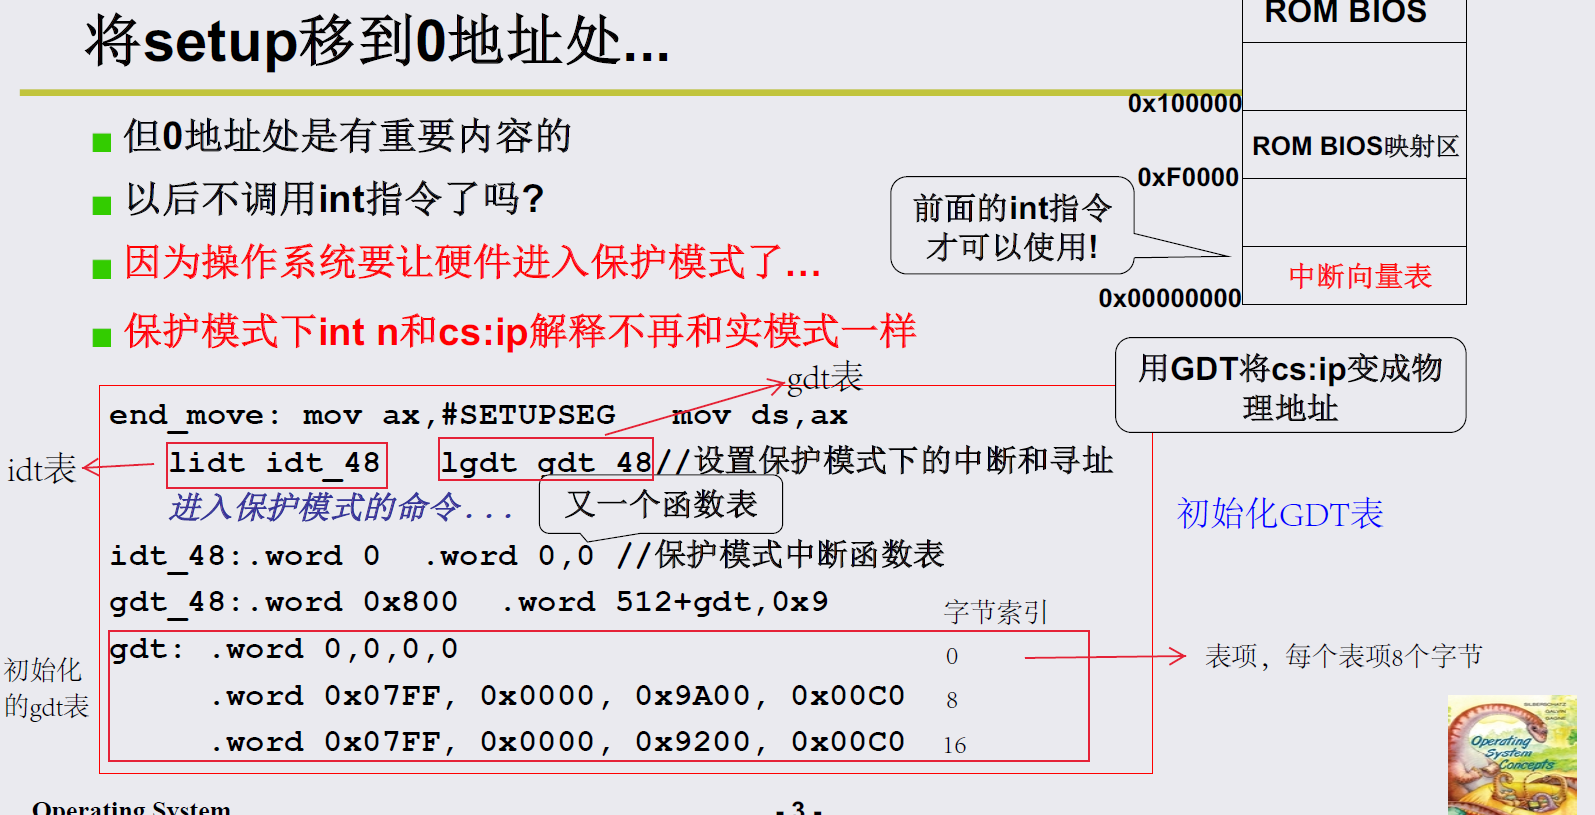 将setup移到0地址处...
ROM BIOS
0x100000
ROM BIOS映射区
0xF0000
中断向量表
0x00000000
但0地址处是有重要内容的
以后不调用int指令了吗?
因为操作系统要让硬件进入保护模式了...
保护模式下int n和cs:ip解释不再和实模式一样
前面的int指令
才可以使用!
用GDT将cs:ip变成物
理地址
gdt表
end_move: mov ax,#SETUPSEG mov ds,ax
idt表
lidt idt_48 lgdt gdt_48//设置保护模式下的中断和寻址
进入保护模式的命令...
又一个函数表
初始化GDT表
idt_48:.word 0 .word 0,0 //保护模式中断函数表
gdt_48:.word 0x800 .word 512+gdt,0x9
字节索引
初始化
的gdt表
gdt: .word 0,0,0,0 0
表项，每个表项8个字节
.word 0x07FF, 0x0000, 0x9A00, 0x00C0 8
.word 0x07FF, 0x0000, 0x9200, 0x00C0 16
SILBERSCHATZ
GALVIN
GAGNE
Operating
System
Concepts
Operating System
- 3 -